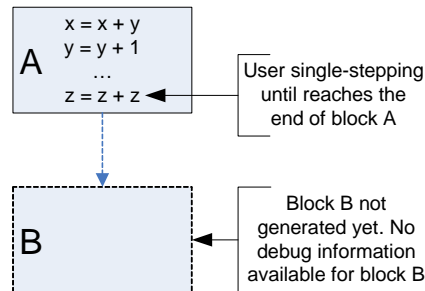 A
x = x + y
y = y + 1
...
z = z + z
User single-stepping
until reaches the
end of block A
B
Block B not
generated yet. No
debug information
available for block B